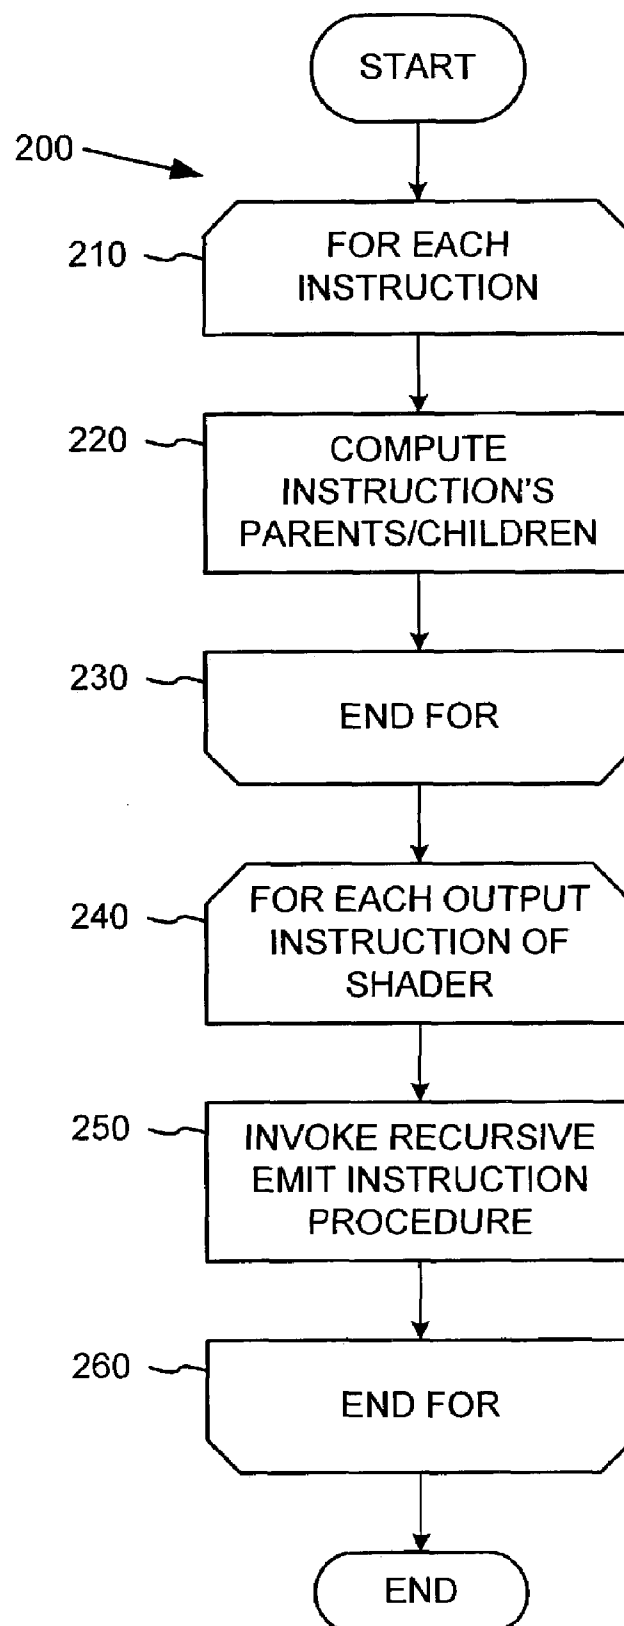 START
200
210
FOR EACH
INSTRUCTION
220
COMPUTE
INSTRUCTION'S
PARENTS/CHILDREN
230
END FOR
240
FOR EACH OUTPUT
INSTRUCTION OF
SHADER
250
INVOKE RECURSIVE
EMIT INSTRUCTION
PROCEDURE
260
END FOR
END